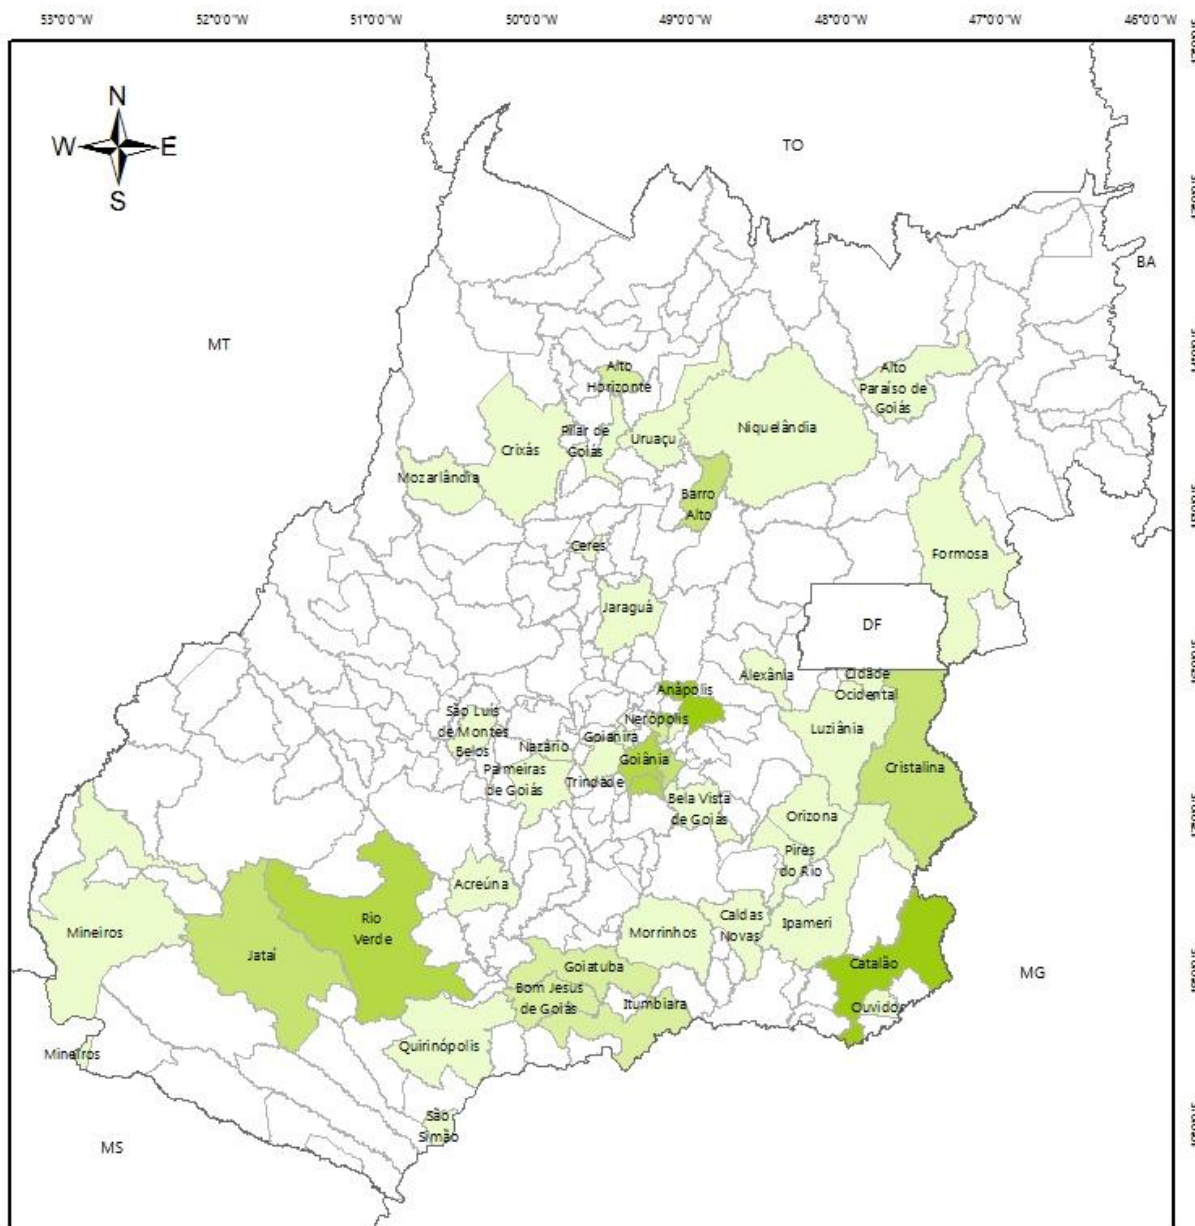 53°0'0"W 52°0'0"W 51°0'0"W 50°0'0"W 49°0'0"W 48°0'0"W 47°0'0"W 46°0'0"W
N
W E
S
TO
BA
MT
Alto
Horizonte
Alto
Paraíso de
Goiás
Pilar de
Goiás
Uruaçu
Niquelândia
Crixás
Mozarlândia
Barro
Alto
Ceres
Formosa
Jaraguá
DF
Alexânia
Cidade
Ocidental
Anápolis
São Luís
de Montes
Belos
Nerópolis
Goianira
Nazário
Goiânia
Luziânia
Palmeiras
de Goiás
Trindade
Cristalina
Bela Vista
de Goiás
Orizona
Pires
do Rio
Acreúna
Rio
Verde
Mineiros
Jataí
Morrinhos
Caldas
Novas
Ipameri
Catalão
Goiatuba
MG
Bom Jesus
de Goiás
Itumbiara
Ouvidor
Mineiros
Quirinópolis
São
Simão
MS